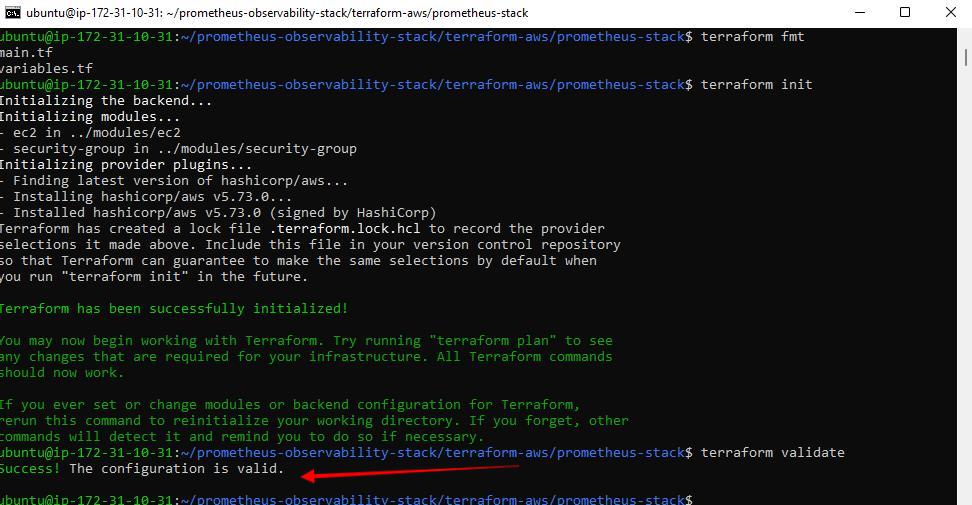 ubuntu@ip-172-31-10-31: ~/prometheus-observability-stack/terraform-aws/prometheus-stack
ubuntu@ip-172-31-10-31:~/prometheus-observability-stack/terraform-aws/prometheus-stack$ terraform fmt
main.tf
variables.tf
ubuntu@ip-172-31-10-31:~/prometheus-observability-stack/terraform-aws/prometheus-stack$ terraform init
Initializing the backend...
Initializing modules...
- ec2 in ../modules/ec2
- security-group in ../modules/security-group
Initializing provider plugins...
- Finding latest version of hashicorp/aws...
- Installing hashicorp/aws v5.73.0...
- Installed hashicorp/aws v5.73.0 (signed by HashiCorp)
Terraform has created a lock file .terraform.lock.hcl to record the provider
selections it made above. Include this file in your version control repository
so that Terraform can guarantee to make the same selections by default when
you run "terraform init" in the future.
Terraform has been successfully initialized!
You may now begin working with Terraform. Try running "terraform plan" to see
any changes that are required for your infrastructure. All Terraform commands
should now work.
If you ever set or change modules or backend configuration for Terraform,
rerun this command to reinitialize your working directory. If you forget, other
commands will detect it and remind you to do so if necessary.
ubuntu@ip-172-31-10-31:~/prometheus-observability-stack/terraform-aws/prometheus-stack$ terraform validate
Success! The configuration is valid.
ubuntu@ip-172-31-10-31:~/prometheus-observability-stack/terraform-aws/prometheus-stack$